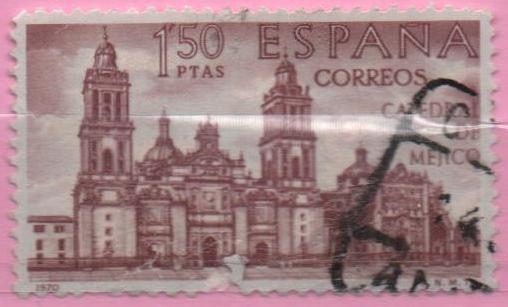 1'50 ESPAÑA
PTAS
CORREOS
CATEDRAL
DE
MEJICO
1970